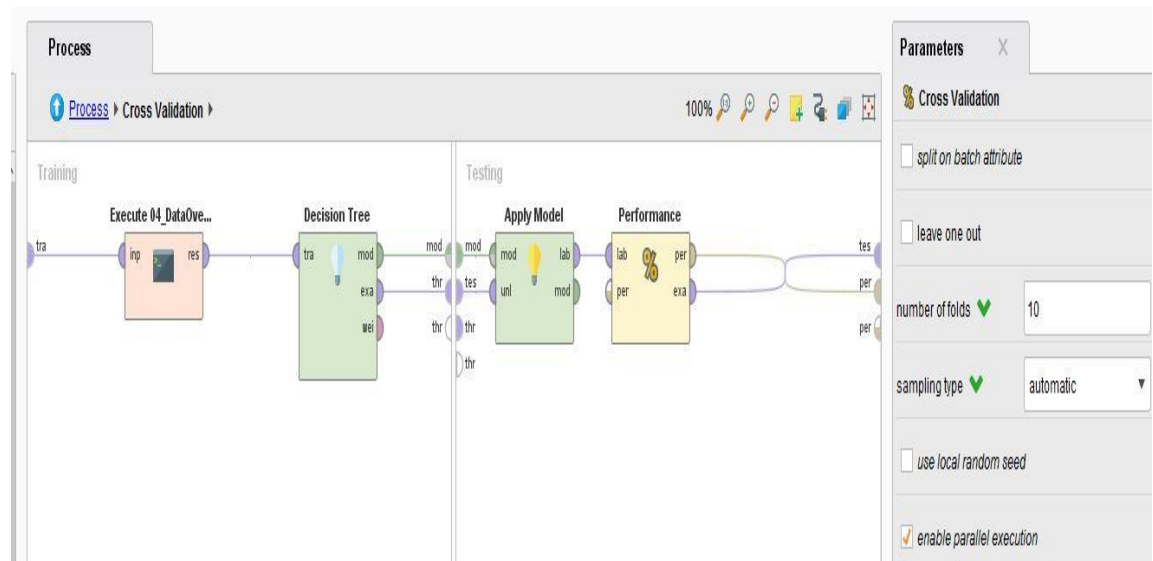 Process
Process ▸ Cross Validation ▸
100%
Training
Execute 04_DataOve...
Decision Tree
tra
inp
res
tra
mod
exa
wei
mod
thr
thr
Testing
Apply Model
Performance
mod
tes
thr
thr
mod
unl
lab
mod
lab
per
%
per
exa
tes
per
per
Parameters X
% Cross Validation
split on batch attribute
leave one out
number of folds 10
sampling type automatic
use local random seed
enable parallel execution